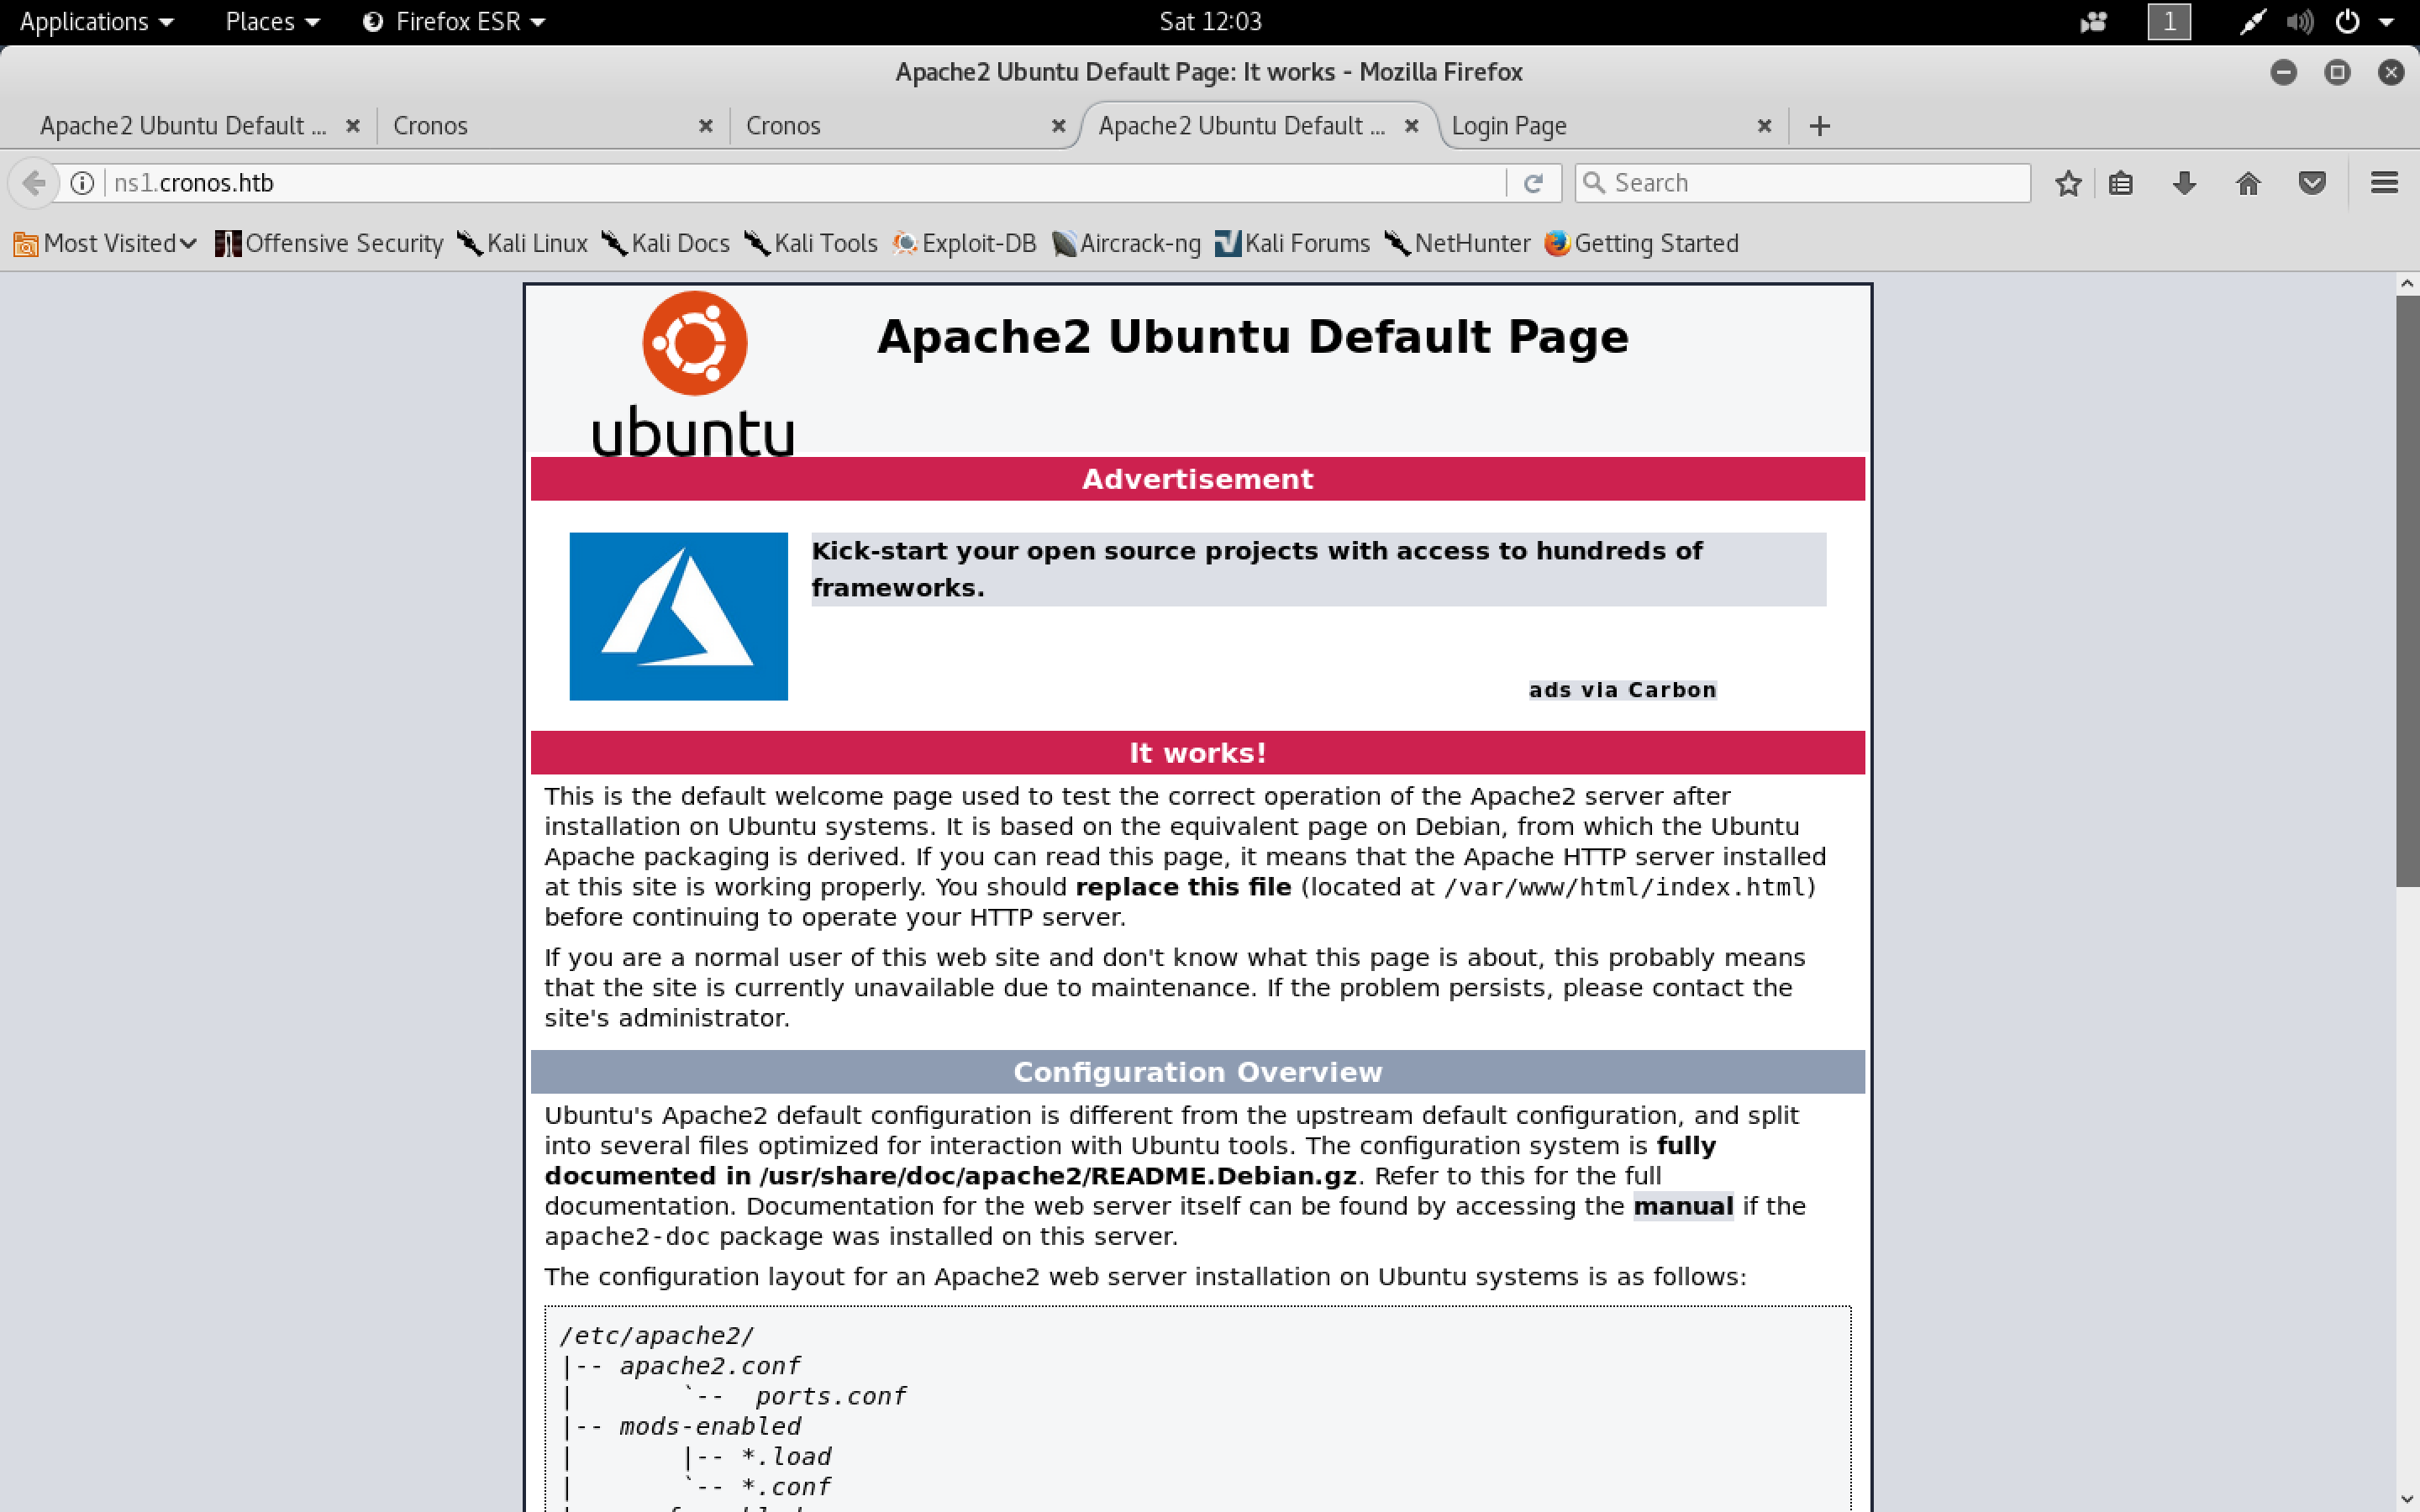 Applications Places Firefox ESR Sat 12:03 1
Apache2 Ubuntu Default Page: It works - Mozilla Firefox
Apache2 Ubuntu Default ... Cronos Cronos Apache2 Ubuntu Default ... Login Page
ns1.cronos.htb Search
Most Visited Offensive Security Kali Linux Kali Docs Kali Tools Exploit-DB Aircrack-ng Kali Forums NetHunter Getting Started
Apache2 Ubuntu Default Page
ubuntu
Advertisement
Kick-start your open source projects with access to hundreds of
frameworks.
ads via Carbon
It works!
This is the default welcome page used to test the correct operation of the Apache2 server after
installation on Ubuntu systems. It is based on the equivalent page on Debian, from which the Ubuntu
Apache packaging is derived. If you can read this page, it means that the Apache HTTP server installed
at this site is working properly. You should replace this file (located at /var/www/html/index.html)
before continuing to operate your HTTP server.
If you are a normal user of this web site and don't know what this page is about, this probably means
that the site is currently unavailable due to maintenance. If the problem persists, please contact the
site's administrator.
Configuration Overview
Ubuntu's Apache2 default configuration is different from the upstream default configuration, and split
into several files optimized for interaction with Ubuntu tools. The configuration system is fully
documented in /usr/share/doc/apache2/README.Debian.gz. Refer to this for the full
documentation. Documentation for the web server itself can be found by accessing the manual if the
apache2-doc package was installed on this server.
The configuration layout for an Apache2 web server installation on Ubuntu systems is as follows:
/etc/apache2/
|-- apache2.conf
|       `--  ports.conf
|-- mods-enabled
|       |-- *.load
|       `-- *.conf